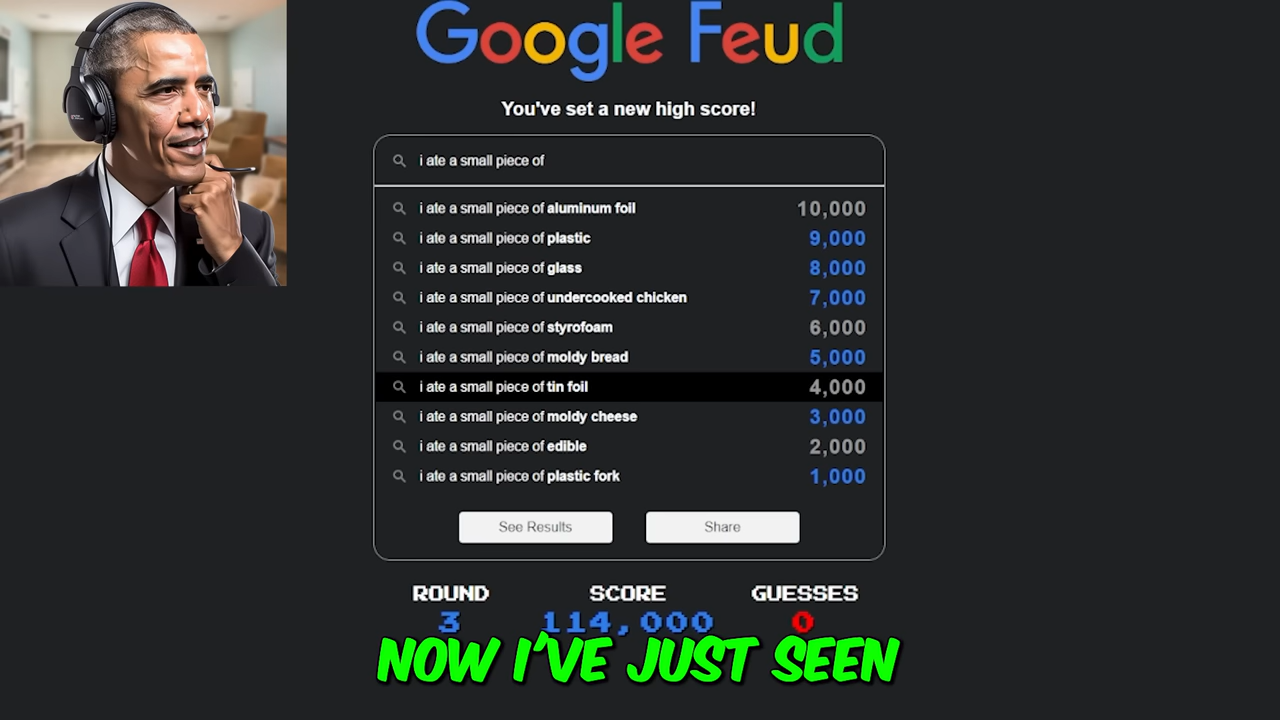 Google Feud
You've set a new high score!
i ate a small piece of
i ate a small piece of aluminum foil 10,000
i ate a small piece of plastic 9,000
i ate a small piece of glass 8,000
i ate a small piece of undercooked chicken 7,000
i ate a small piece of styrofoam 6,000
i ate a small piece of moldy bread 5,000
i ate a small piece of tin foil 4,000
i ate a small piece of moldy cheese 3,000
i ate a small piece of edible 2,000
i ate a small piece of plastic fork 1,000
See Results Share
ROUND SCORE GUESSES
3 114,000 0
NOW I'VE JUST SEEN